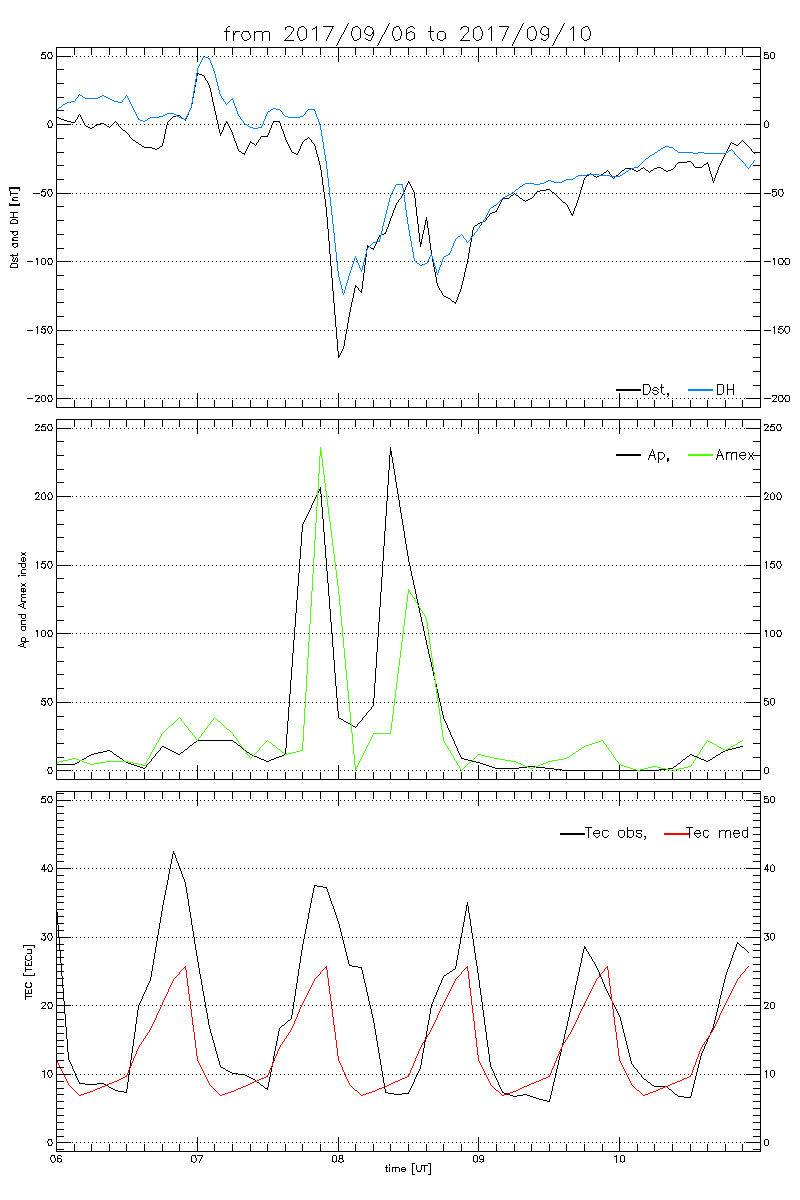 from 2017/09/06 to 2017/09/10
50 50
0 0
-50 -50
-100 -100
-150 -150
-200 -200
Dst and DH [nT]
Dst, DH
250 250
200 200
150 150
100 100
50 50
0 0
Ap and Amex index
Ap, Amex
50 50
40 40
30 30
20 20
10 10
0 0
TEC [TECu]
Tec obs, Tec med
06 07 08 09 10
time [UT]